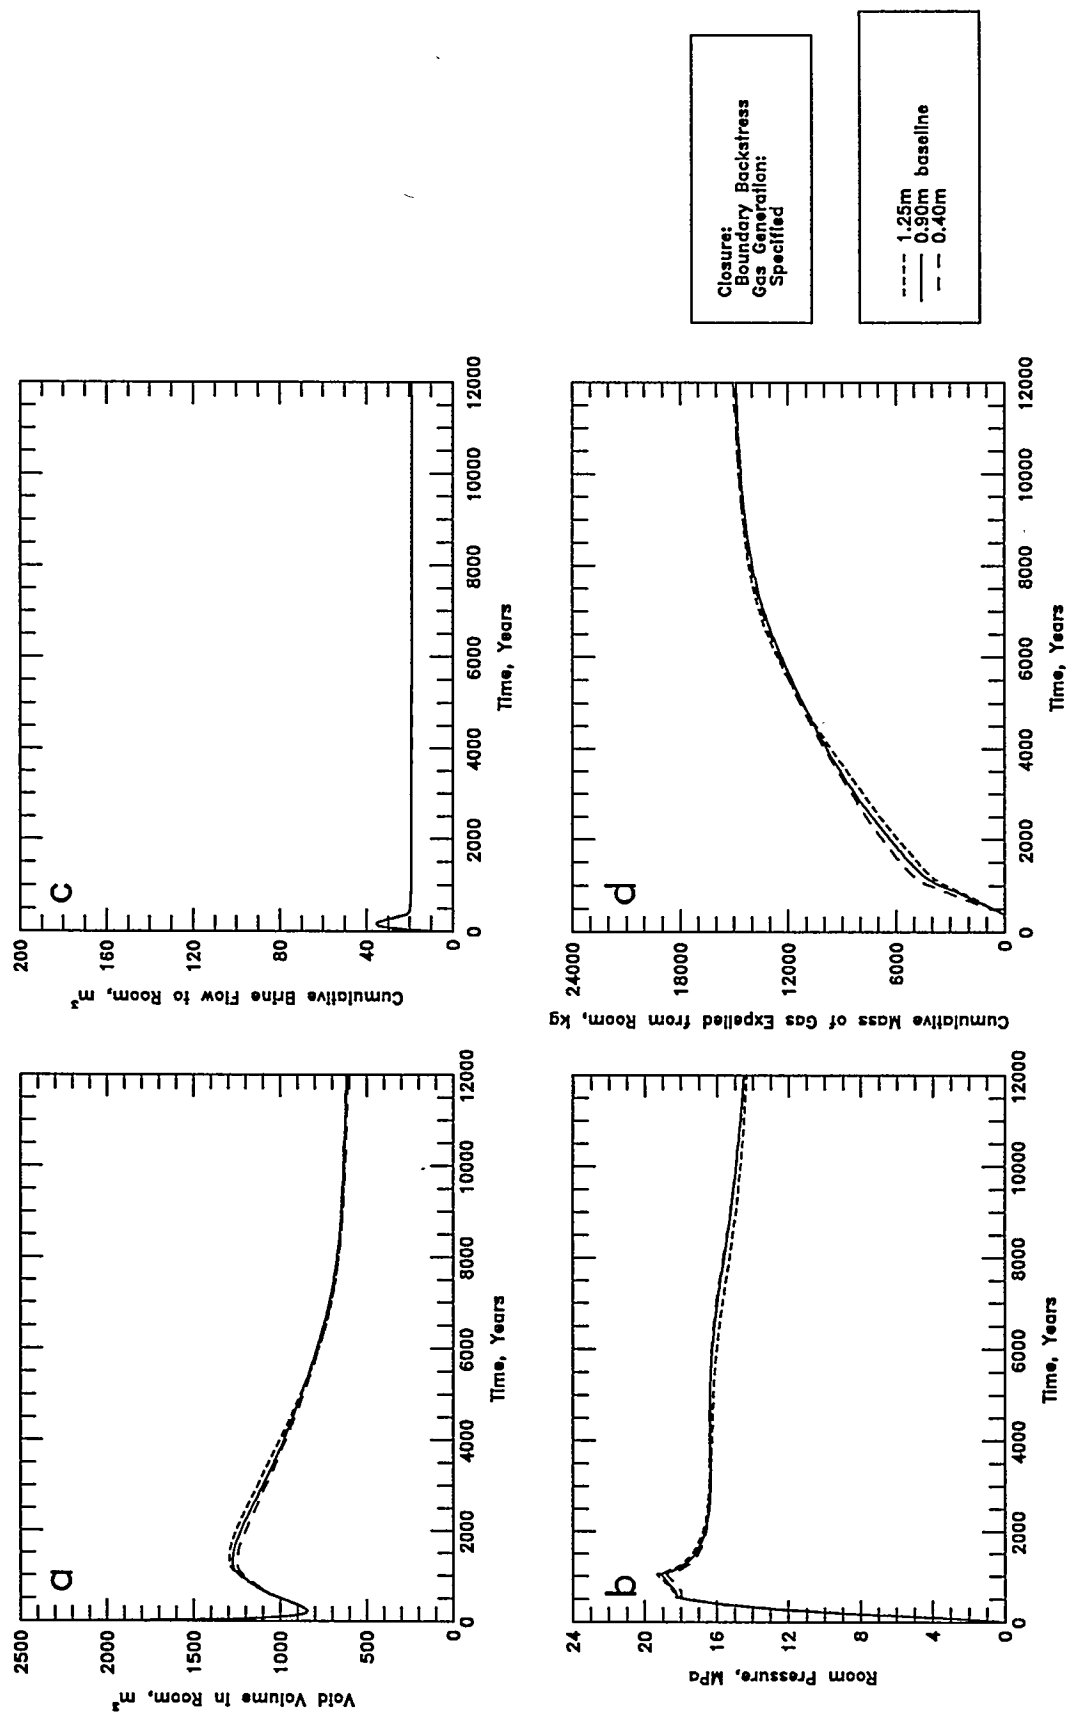 a
Void Volume in Room, m³
2500
2000
1500
1000
500
0
0 2000 4000 6000 8000 10000 12000
Time, Years
c
Cumulative Brine Flow to Room, m³
200
160
120
80
40
0
0 2000 4000 6000 8000 10000 12000
Time, Years
b
Room Pressure, MPa
24
20
16
12
8
4
0
0 2000 4000 6000 8000 10000 12000
Time, Years
d
Cumulative Mass of Gas Expelled from Room, kg
24000
18000
12000
6000
0
0 2000 4000 6000 8000 10000 12000
Time, Years
Closure:
Boundary Backstress
Gas Generation:
Specified
1.25m
0.90m baseline
0.40m